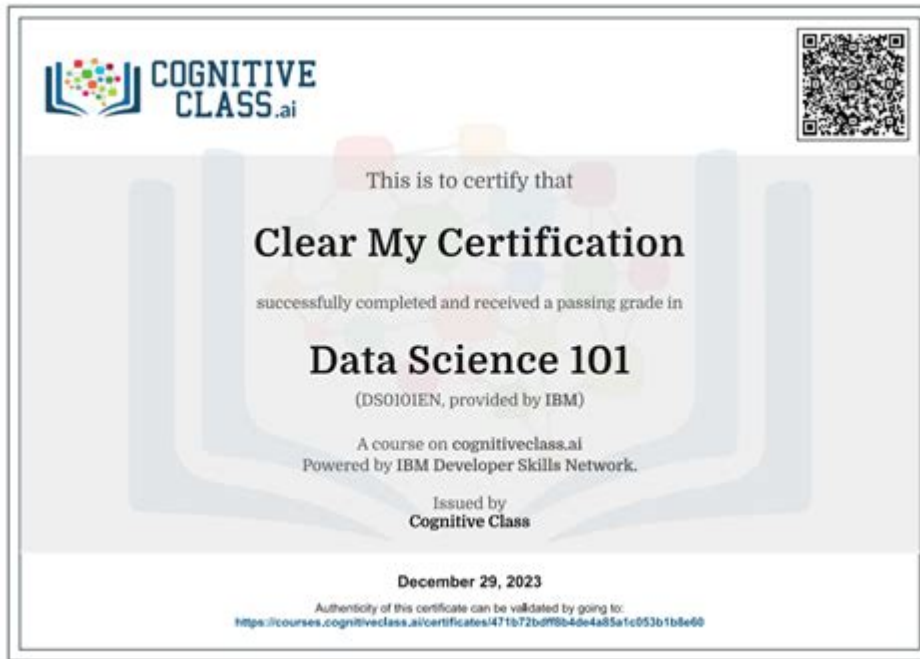 COGNITIVE
CLASS.ai
This is to certify that
Clear My Certification
successfully completed and received a passing grade in
Data Science 101
(DS0101EN, provided by IBM)
A course on cognitiveclass.ai
Powered by IBM Developer Skills Network.
Issued by
Cognitive Class
December 29, 2023
Authenticity of this certificate can be validated by going to:
https://courses.cognitiveclass.ai/certificates/471b72bdff8b4de4a85a1c053b1b8e60